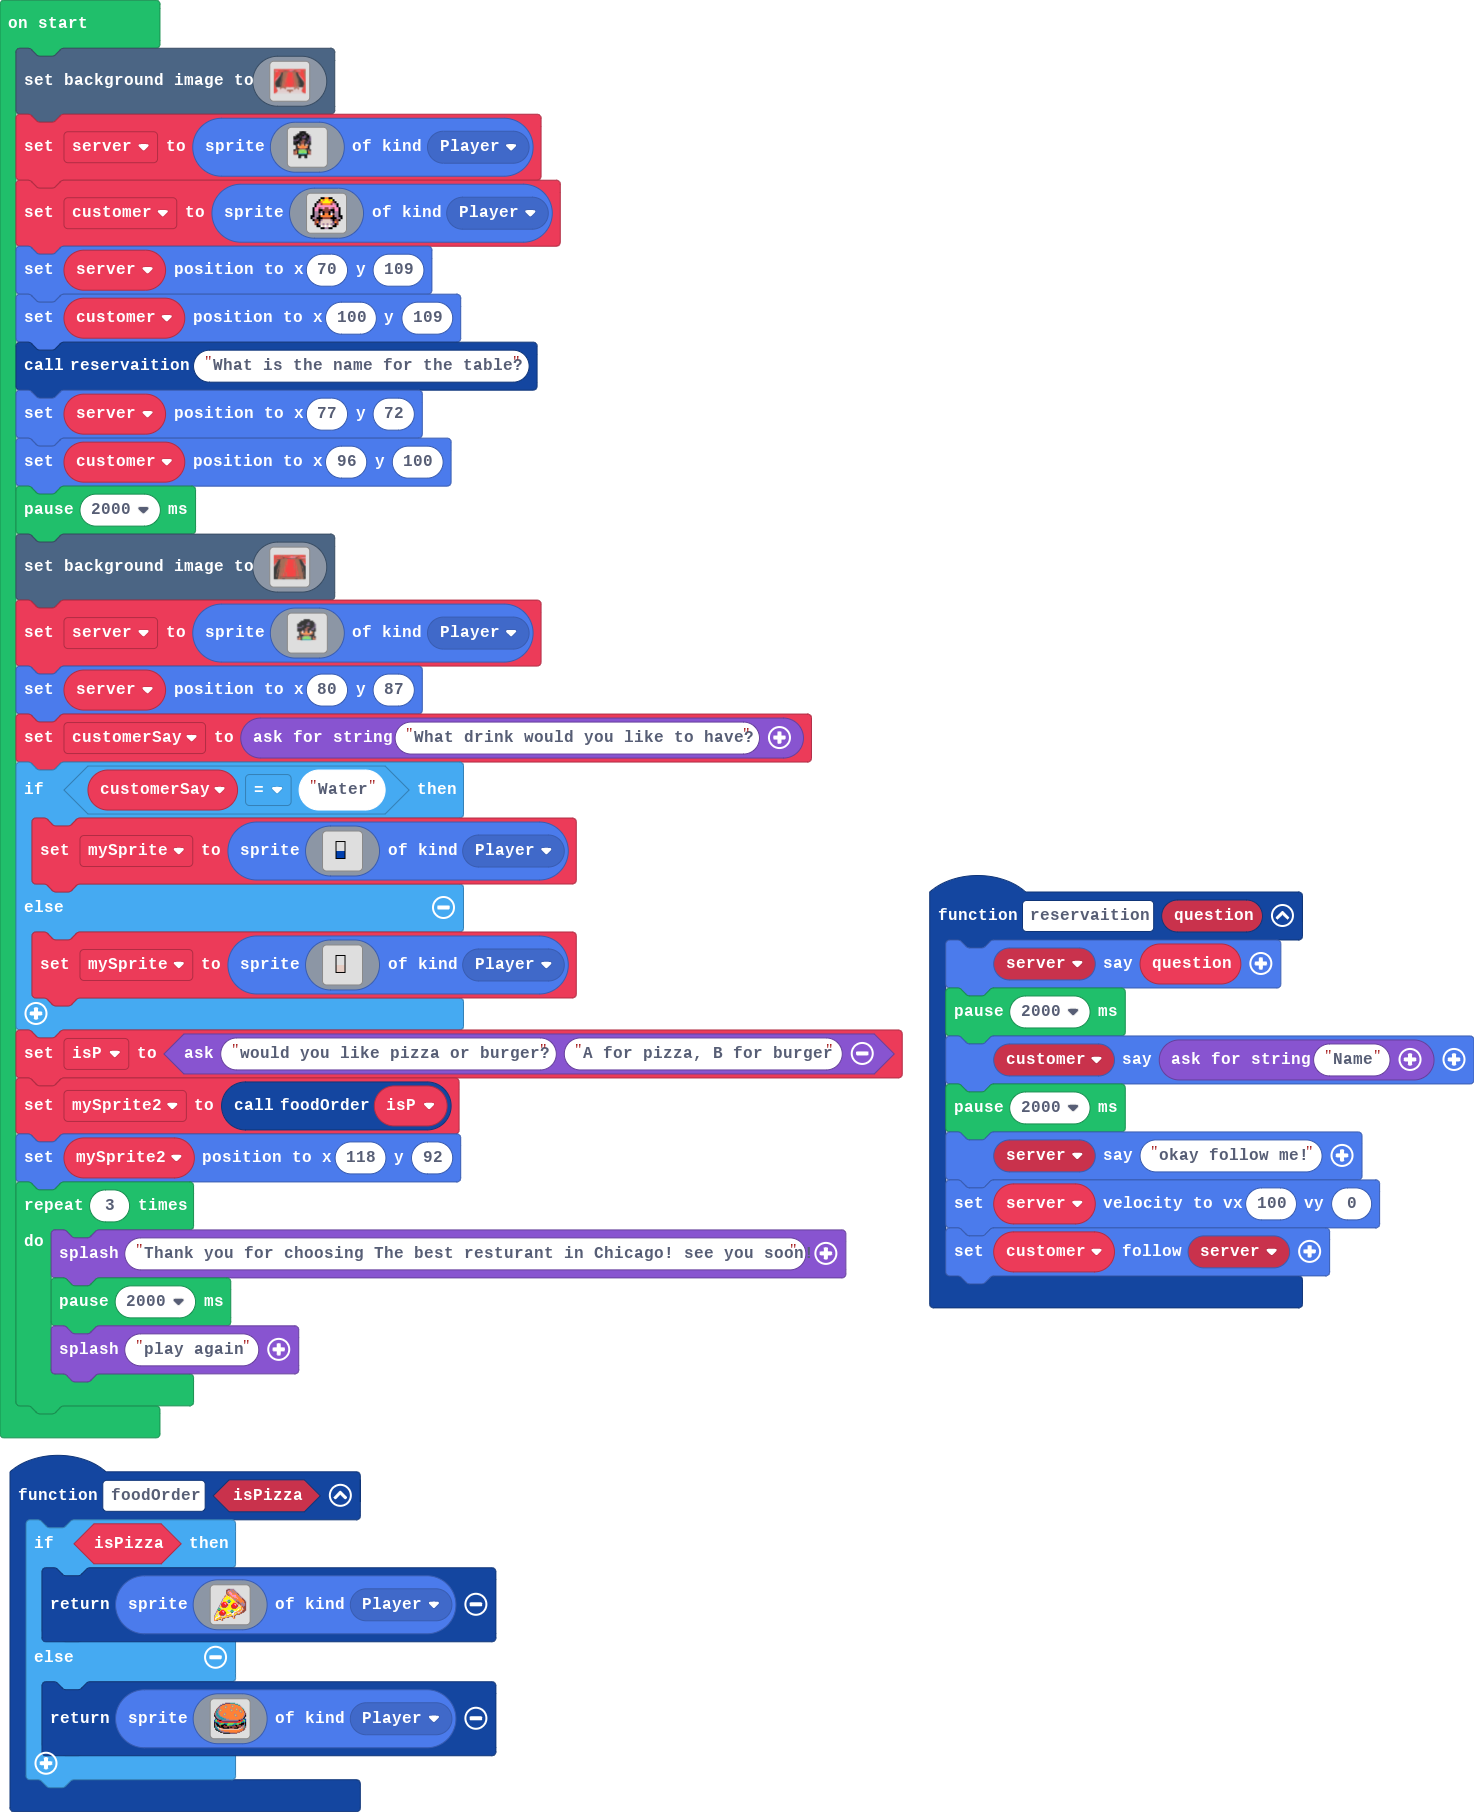 on start
set background image to
set server to sprite of kind Player
set customer to sprite of kind Player
set server position to x 70 y 109
set customer position to x 100 y 109
call reservaition "What is the name for the table?"
set server position to x 77 y 72
set customer position to x 96 y 100
pause 2000 ms
set background image to
set server to sprite of kind Player
set server position to x 80 y 87
set customerSay to ask for string "What drink would you like to have?"
if customerSay = "Water" then
set mySprite to sprite of kind Player
else
set mySprite to sprite of kind Player
set isP to ask "would you like pizza or burger?" "A for pizza, B for burger"
set mySprite2 to call foodOrder isP
set mySprite2 position to x 118 y 92
repeat 3 times
do
splash "Thank you for choosing The best resturant in Chicago! see you soon!"
pause 2000 ms
splash "play again"
function reservaition question
server say question
pause 2000 ms
customer say ask for string "Name"
pause 2000 ms
server say "okay follow me!"
set server velocity to vx 100 vy 0
set customer follow server
function foodOrder isPizza
if isPizza then
return sprite of kind Player
else
return sprite of kind Player